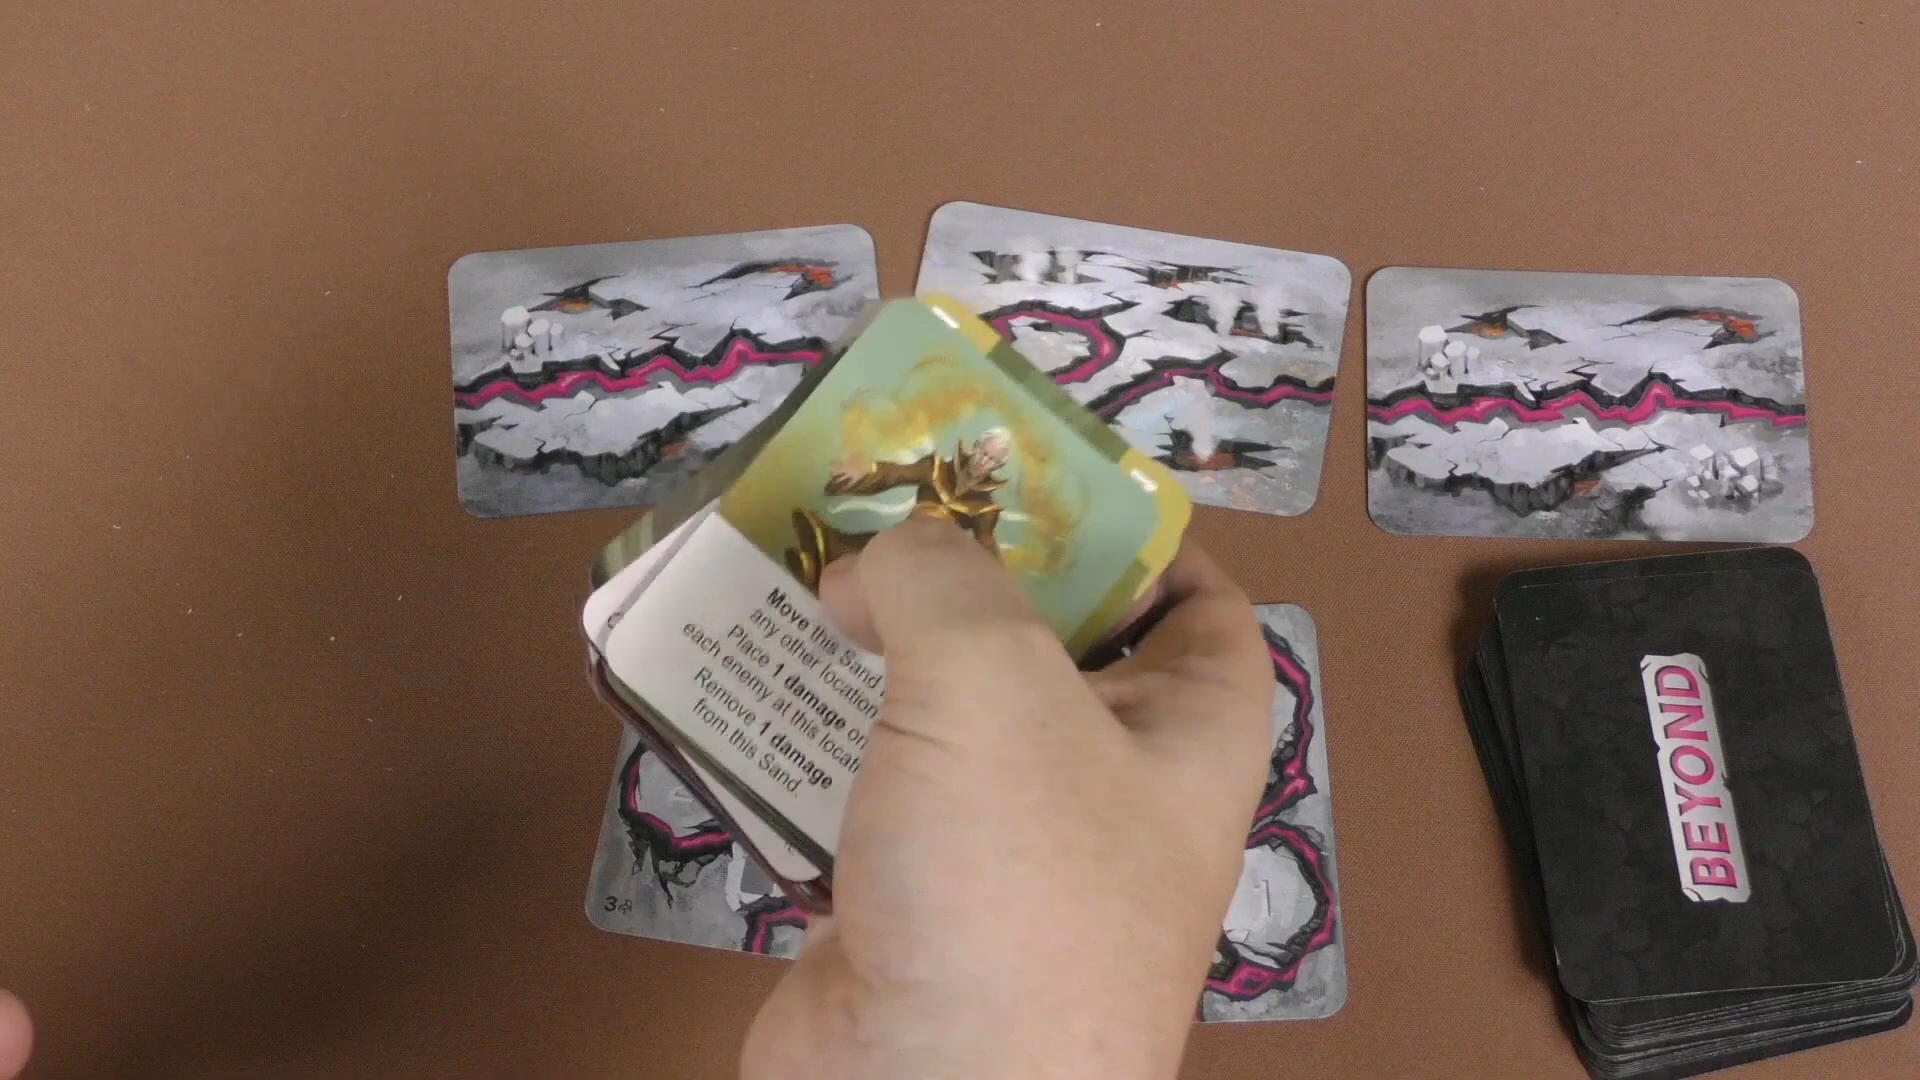 Move this Sand
any other location
Place 1 damage on
each enemy at this
Remove 1 damage
from this Sand.
3
BEYOND